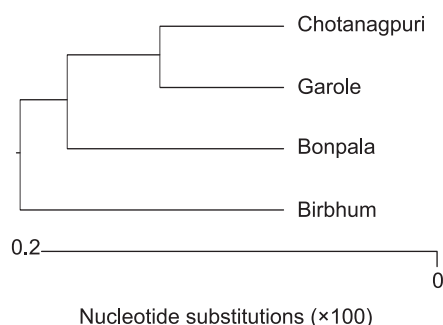 Chotanagpuri
Garole
Bonpala
Birbhum
0.2
0
Nucleotide substitutions (×100)